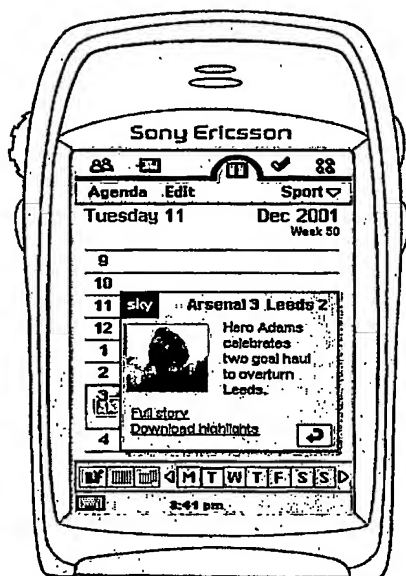 Sony Ericsson
Agenda Edit Sport
Tuesday 11 Dec 2001
Week 50
9
10
11
12
1
2
3
4
sky Arsenal 3 Leeds 2
Hero Adams
celebrates
two goal haul
to overturn
Leeds.
Full story
Download highlights
M T W T F S S
3:41 pm